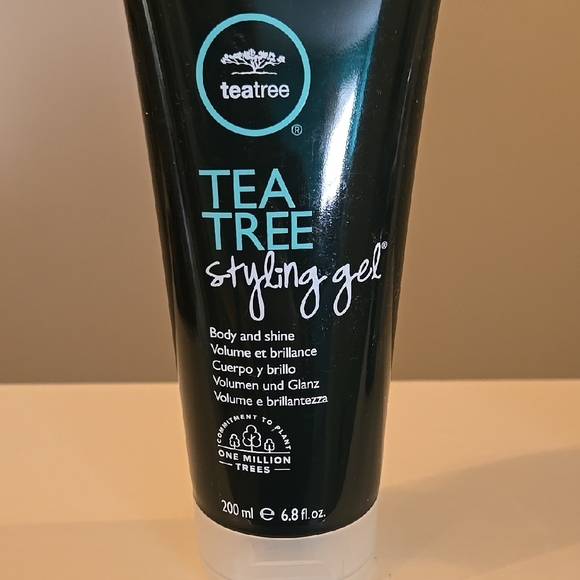 teatree
®
TEA
TREE
styling gel®
Body and shine
Volume et brillance
Cuerpo y brillo
Volumen und Glanz
Volume e brillantezza
COMMITMENT TO PLANT
ONE MILLION
TREES
200 ml ℮ 6.8 fl. oz.